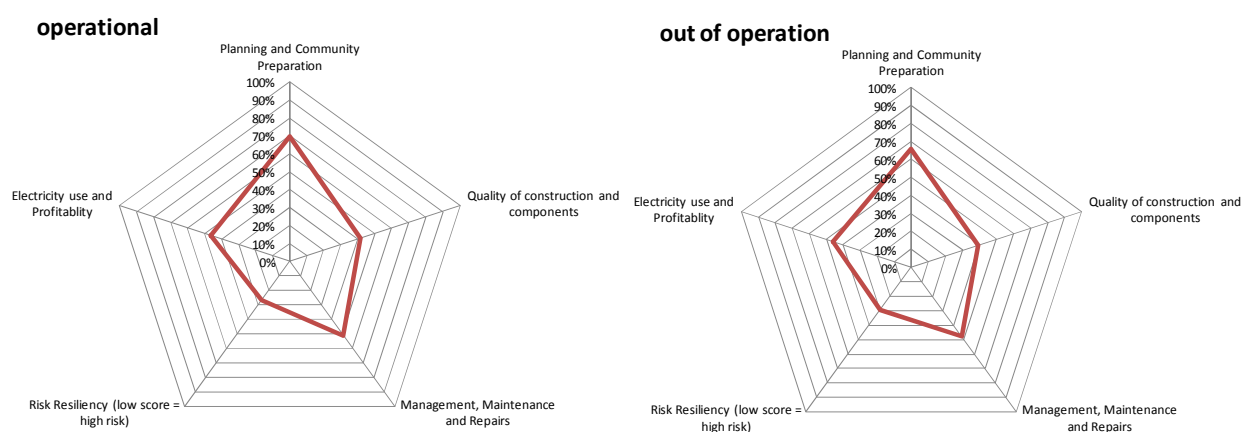 operational
Planning and Community
Preparation
100%
90%
80%
70%
60%
50%
40%
30%
20%
10%
0%
Quality of construction and
components
Management, Maintenance
and Repairs
Risk Resiliency (low score =
high risk)
Electricity use and
Profitablity
out of operation
Planning and Community
Preparation
100%
90%
80%
70%
60%
50%
40%
30%
20%
10%
0%
Quality of construction and
components
Management, Maintenance
and Repairs
Risk Resiliency (low score =
high risk)
Electricity use and
Profitablity